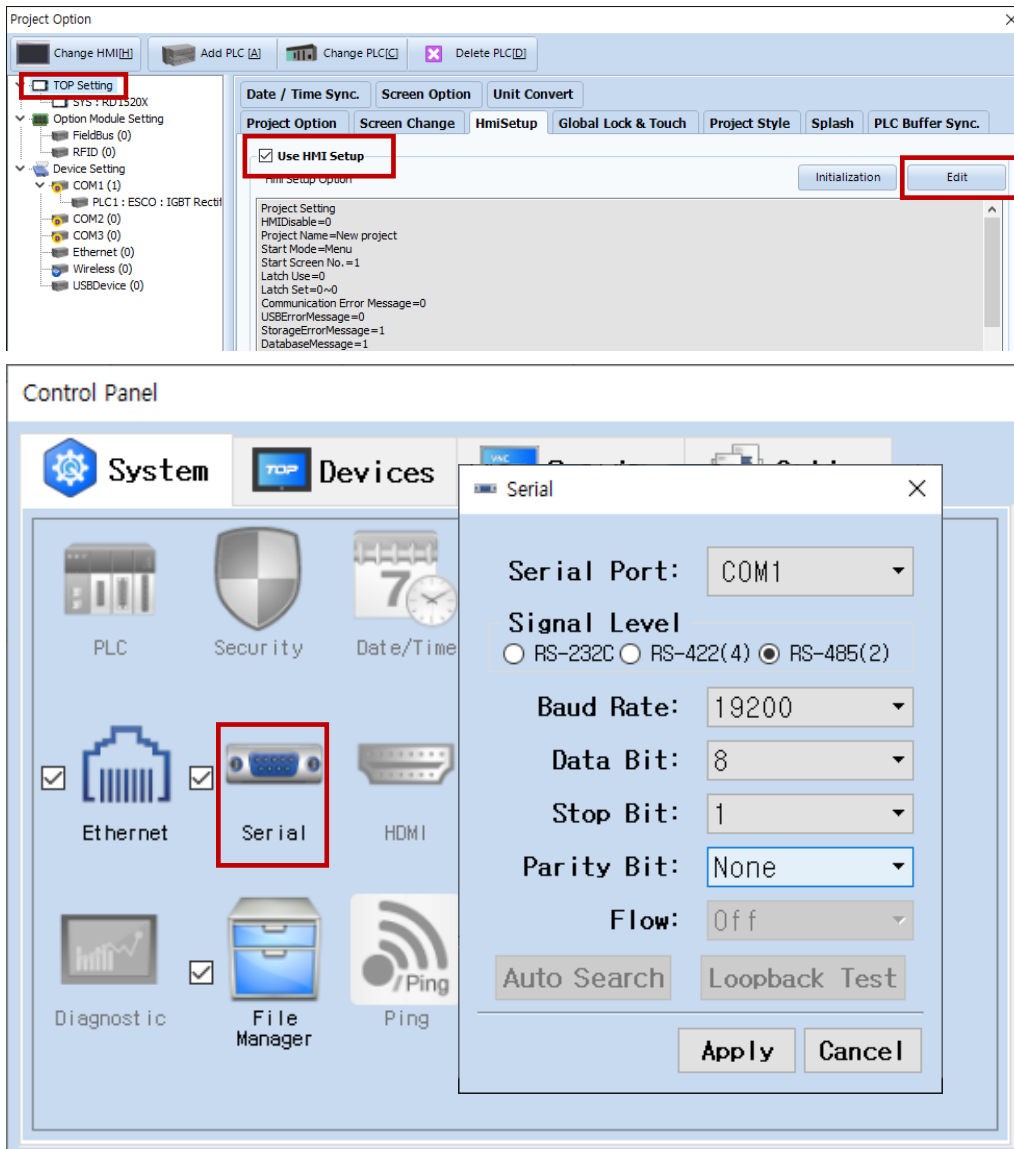 Project Option
Change HMI[H] Add PLC [A] Change PLC[C] Delete PLC[D]
TOP Setting
SYS : RD1520X
Option Module Setting
FieldBus (0)
RFID (0)
Device Setting
COM1 (1)
PLC1 : ESCO : IGBT Rectif
COM2 (0)
COM3 (0)
Ethernet (0)
Wireless (0)
USBDevice (0)
Date / Time Sync. Screen Option Unit Convert
Project Option Screen Change HmiSetup Global Lock & Touch Project Style Splash PLC Buffer Sync.
Use HMI Setup
Hmi Setup Option
Initialization Edit
Project Setting
HMIDisable=0
Project Name=New project
Start Mode=Menu
Start Screen No.=1
Latch Use=0
Latch Set=0~0
Communication Error Message=0
USBErrorMessage=0
StorageErrorMessage=1
DatabaseMessage=1
Control Panel
System
TOP
Devices
VNC
PLC
Security
7
Date/Time
Ethernet
Serial
HDMI
Diagnostic
File
Manager
/Ping
Ping
Serial
Serial Port: COM1
Signal Level
RS-232C RS-422(4) RS-485(2)
Baud Rate: 19200
Data Bit: 8
Stop Bit: 1
Parity Bit: None
Flow: Off
Auto Search Loopback Test
Apply Cancel